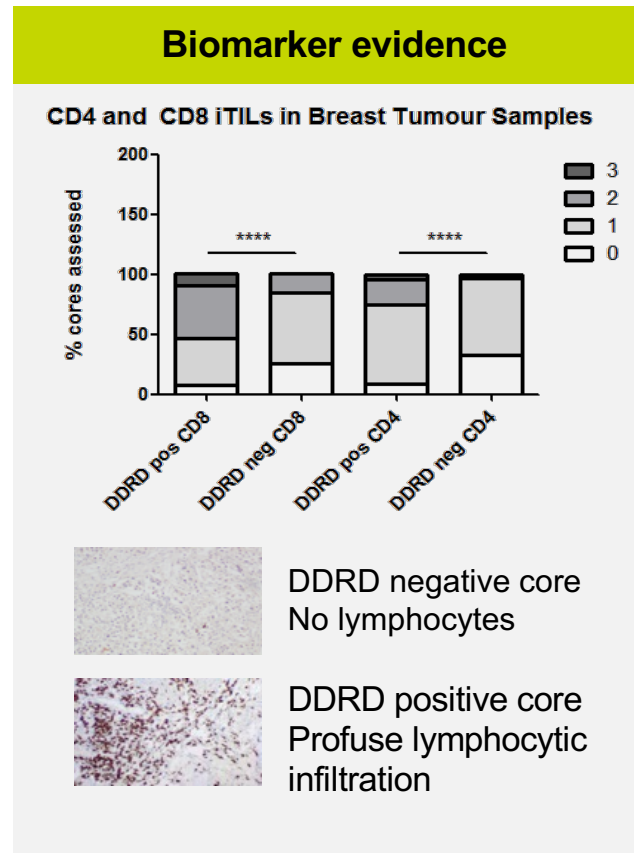 Biomarker evidence
CD4 and CD8 iTILs in Breast Tumour Samples
% cores assessed
200
150
100
50
0
****
****
3
2
1
0
DDRD pos CD8
DDRD neg CD8
DDRD pos CD4
DDRD neg CD4
DDRD negative core
No lymphocytes
DDRD positive core
Profuse lymphocytic
infiltration